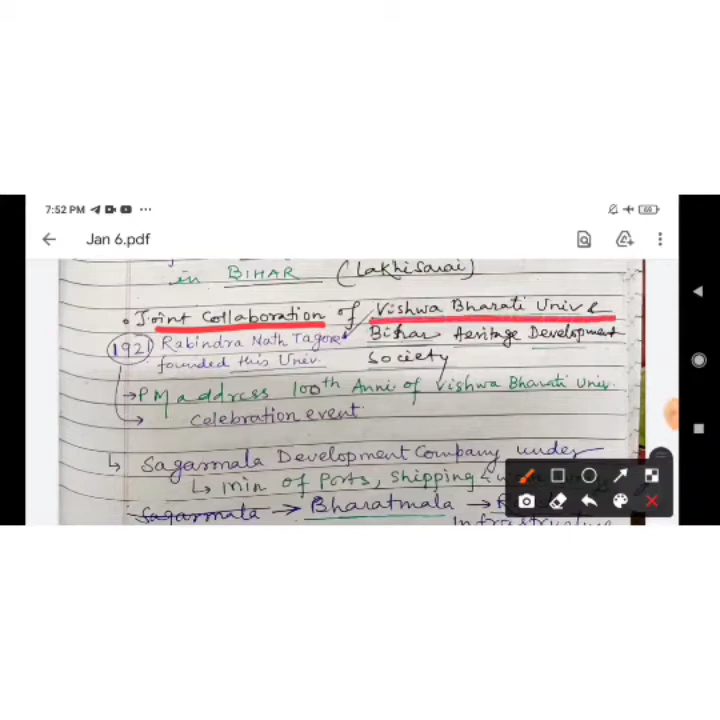 7:52 PM
69
Jan 6.pdf
in BIHAR (Lakhisarai)
• Joint Collaboration of Vishwa Bharati Univ &
1921 Rabindra Nath Tagore Bihar Heritage Development
founded this Univ. Society
→ PM address 100th Anni of Vishwa Bharati Univ.
→ celebration event
↳ Sagarmala Development Company under
↳ min of Ports, Shipping &
Sagarmala → Bharatmala →
Infrastructure